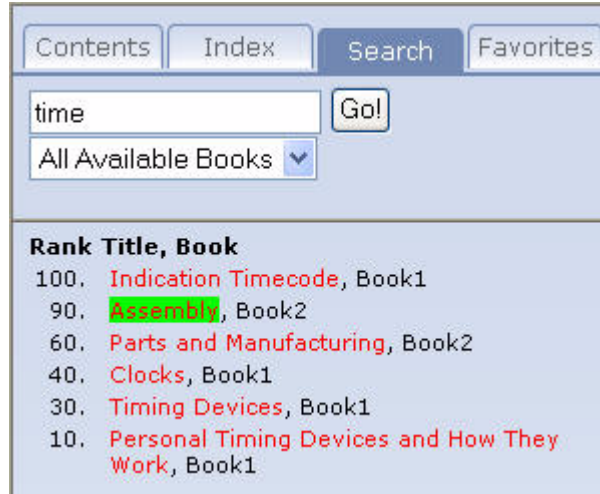 Contents Index Search Favorites
time Go!
All Available Books
Rank Title, Book
100. Indication Timecode, Book1
90. Assembly, Book2
60. Parts and Manufacturing, Book2
40. Clocks, Book1
30. Timing Devices, Book1
10. Personal Timing Devices and How They
Work, Book1